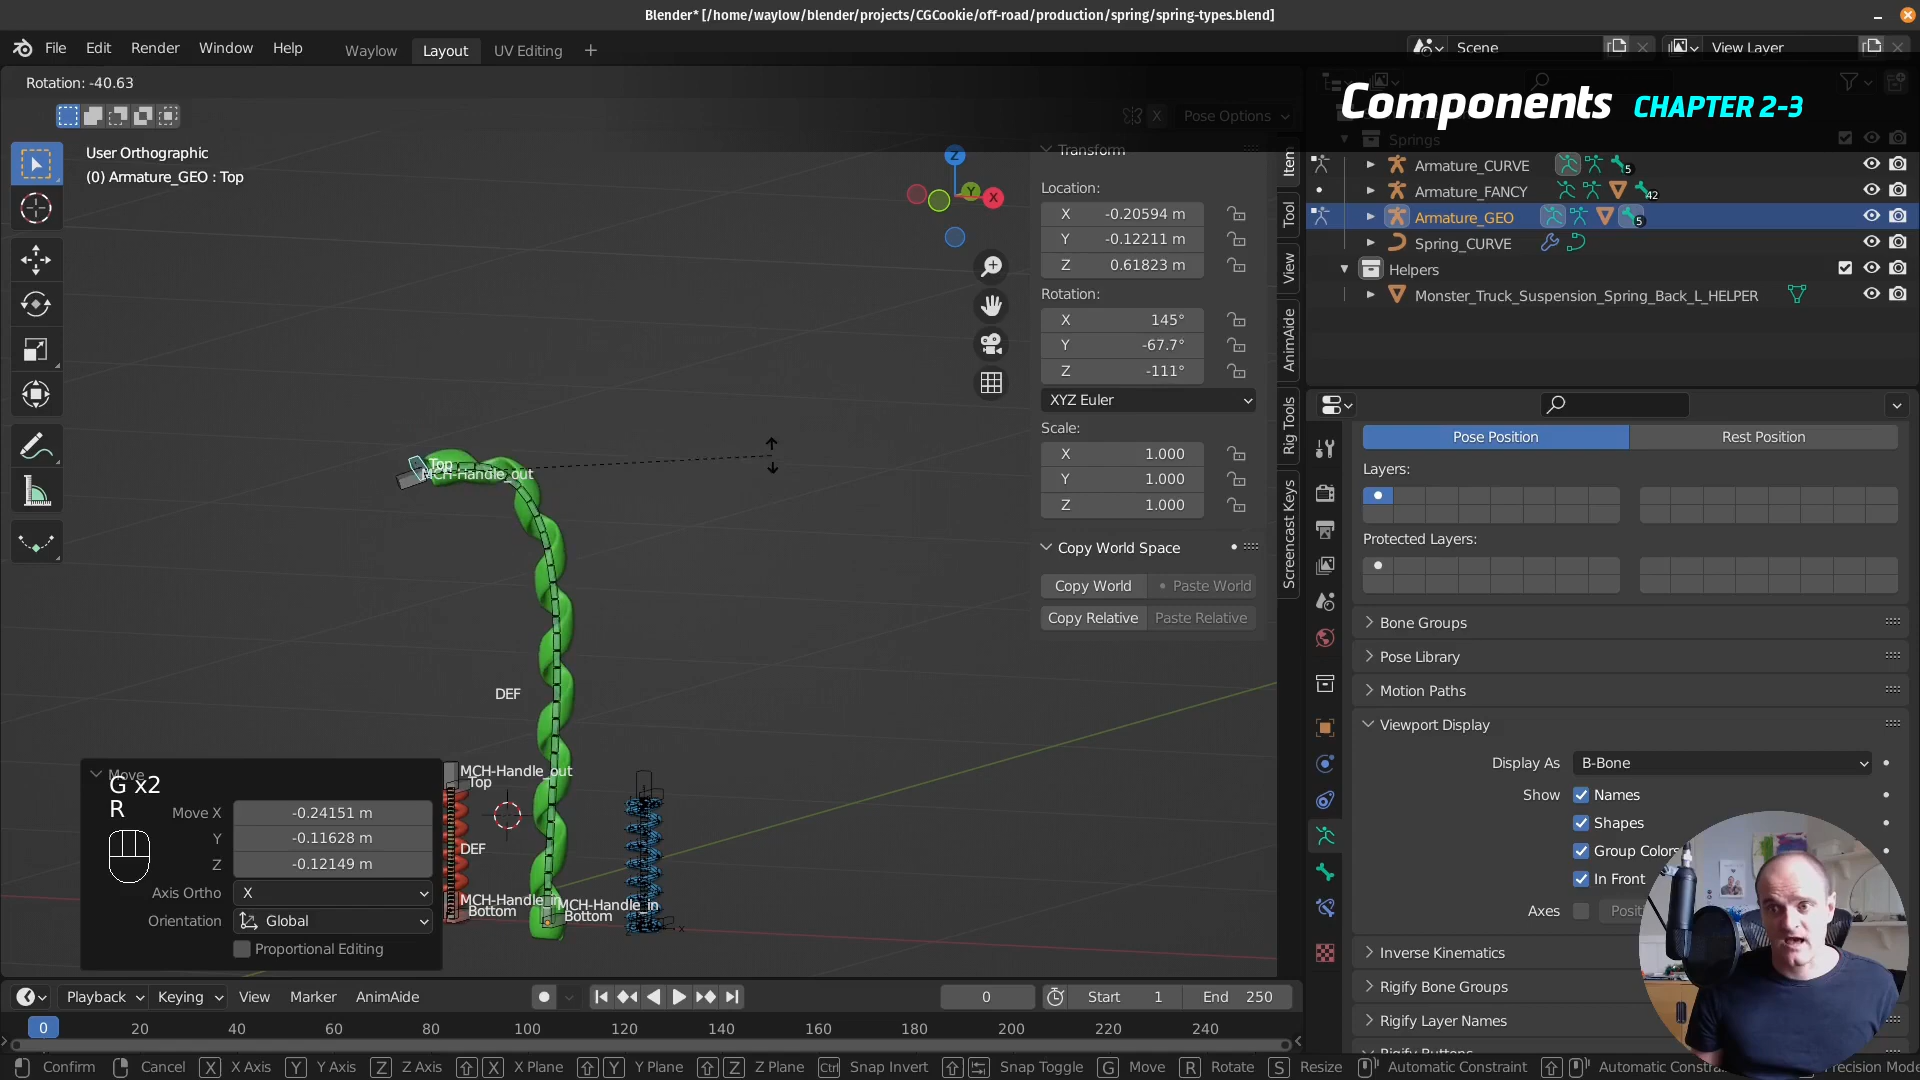 Blender* [/home/waylow/blender/projects/CGCookie/off-road/production/spring/spring-types.blend]
File Edit Render Window Help Waylow Layout UV Editing + Scene View Layer
Rotation: -40.63
Components CHAPTER 2-3
X Pose Options
Springs
User Orthographic
(0) Armature_GEO : Top
Armature_CURVE 5
Armature_FANCY 42
Armature_GEO 5
Spring_CURVE
Helpers
Monster_Truck_Suspension_Spring_Back_L_HELPER
Z
Y
X
Transform
Location:
X -0.20594 m
Y -0.12211 m
Z 0.61823 m
Rotation:
X 145°
Y -67.7°
Z -111°
XYZ Euler
Scale:
X 1.000
Y 1.000
Z 1.000
Copy World Space
Copy World Paste World
Copy Relative Paste Relative
Item
Tool
View
AnimAide
Rig Tools
Screencast Keys
Pose Position Rest Position
Layers:
Protected Layers:
Bone Groups
Pose Library
Motion Paths
Viewport Display
Display As B-Bone
Show Names
Shapes
Group Colors
In Front
Axes
Inverse Kinematics
Rigify Bone Groups
Rigify Layer Names
Rigify Buttons
Top
MCH-Handle_out
DEF
MCH-Handle_out
Top
DEF
MCH-Handle_in
Bottom
MCH-Handle_in
Bottom
x
Move
G x2
R
Move X -0.24151 m
Y -0.11628 m
Z -0.12149 m
Axis Ortho X
Orientation Global
Proportional Editing
Playback Keying View Marker AnimAide 0 Start 1 End 250
0 20 40 60 80 100 120 140 160 180 200 220 240
Confirm Cancel X X Axis Y Y Axis Z Z Axis X X Plane Y Y Plane Z Z Plane Ctrl Snap Invert Snap Toggle G Move R Rotate S Resize Automatic Constraint Automatic Constra Precision Mode